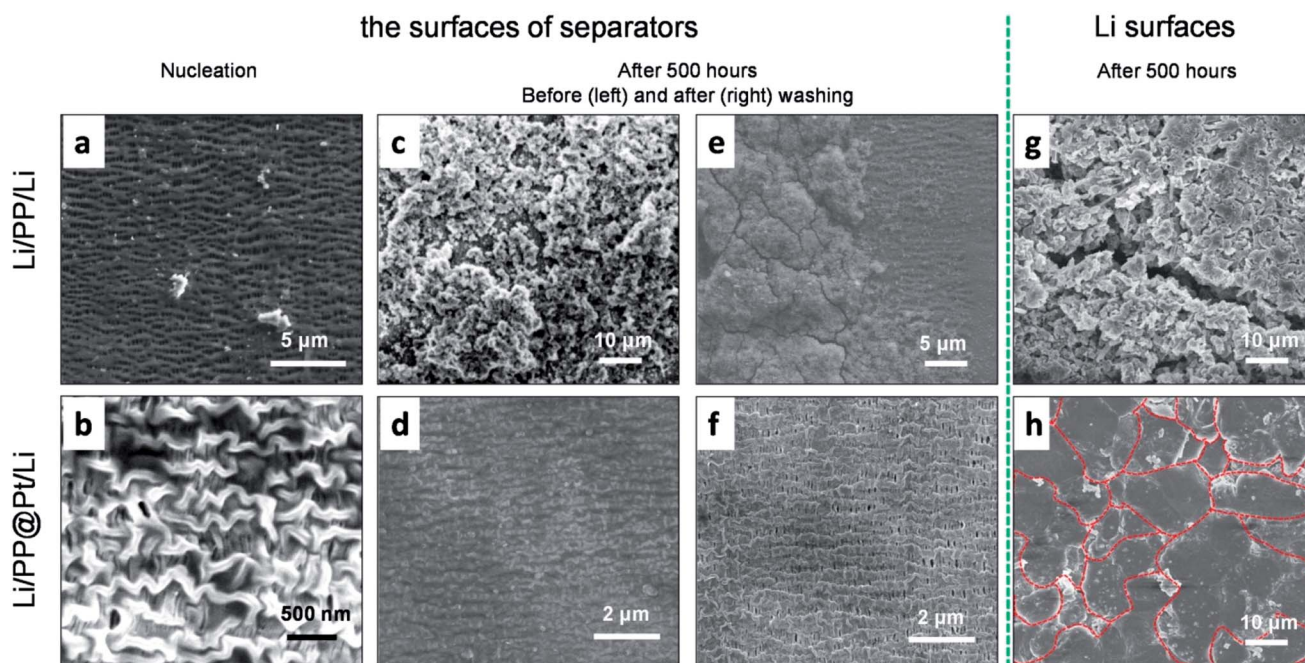 the surfaces of separators
Li surfaces
Nucleation
After 500 hours
Before (left) and after (right) washing
After 500 hours
Li/PP/Li
a
5 µm
c
10 µm
e
5 µm
g
10 µm
Li/PP@Pt/Li
b
500 nm
d
2 µm
f
2 µm
h
10 µm